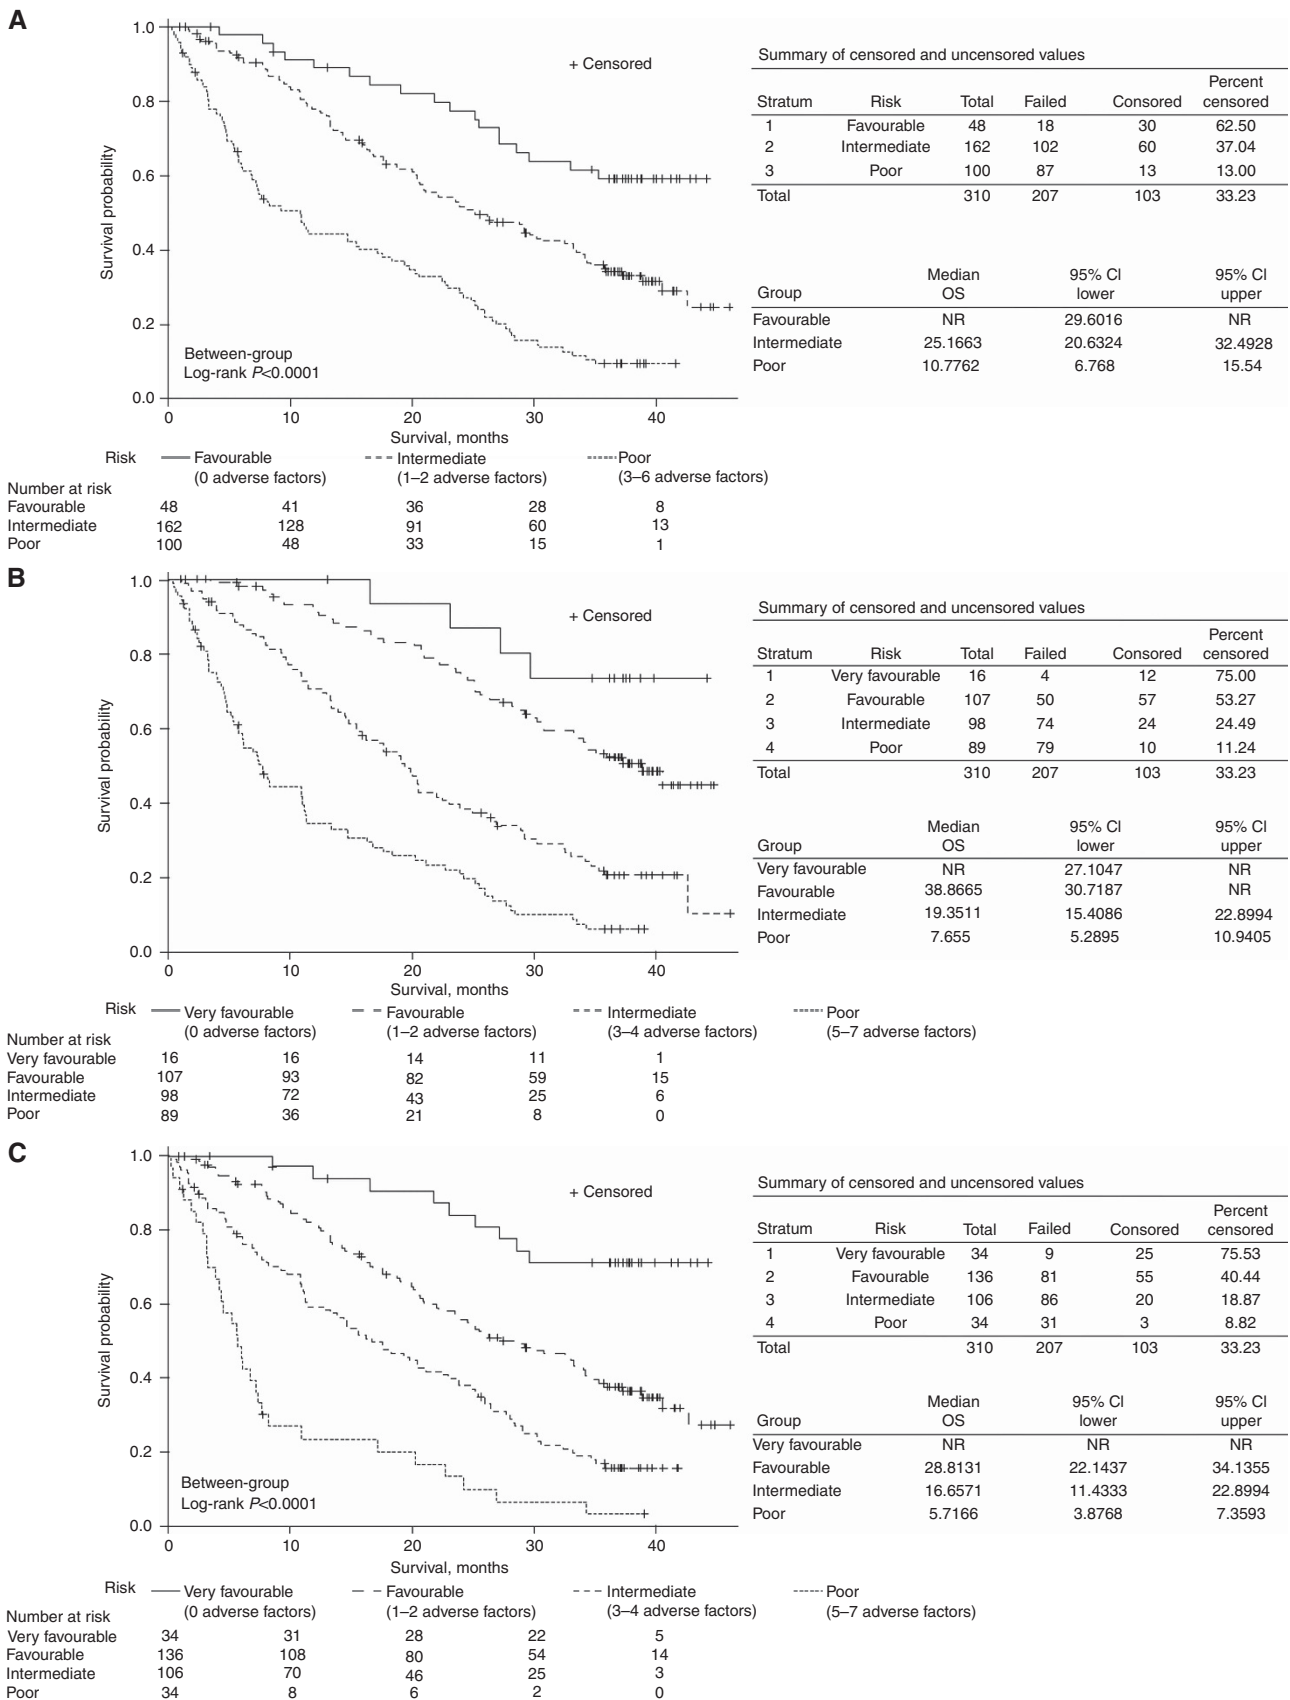 A
1.0
0.8
0.6
0.4
0.2
0.0
Survival probability
+ Censored
Between-group
Log-rank P<0.0001
0 10 20 30 40
Survival, months
Summary of censored and uncensored values
Stratum Risk Total Failed Consored Percent censored
1 Favourable 48 18 30 62.50
2 Intermediate 162 102 60 37.04
3 Poor 100 87 13 13.00
Total 310 207 103 33.23
Group Median OS 95% CI lower 95% CI upper
Favourable NR 29.6016 NR
Intermediate 25.1663 20.6324 32.4928
Poor 10.7762 6.768 15.54
Risk Favourable Intermediate Poor
(0 adverse factors) (1–2 adverse factors) (3–6 adverse factors)
Number at risk
Favourable 48 41 36 28 8
Intermediate 162 128 91 60 13
Poor 100 48 33 15 1
B
1.0
0.8
0.6
0.4
0.2
0.0
Survival probability
+ Censored
0 10 20 30 40
Survival, months
Summary of censored and uncensored values
Stratum Risk Total Failed Consored Percent censored
1 Very favourable 16 4 12 75.00
2 Favourable 107 50 57 53.27
3 Intermediate 98 74 24 24.49
4 Poor 89 79 10 11.24
Total 310 207 103 33.23
Group Median OS 95% CI lower 95% CI upper
Very favourable NR 27.1047 NR
Favourable 38.8665 30.7187 NR
Intermediate 19.3511 15.4086 22.8994
Poor 7.655 5.2895 10.9405
Risk Very favourable Favourable Intermediate Poor
(0 adverse factors) (1–2 adverse factors) (3–4 adverse factors) (5–7 adverse factors)
Number at risk
Very favourable 16 16 14 11 1
Favourable 107 93 82 59 15
Intermediate 98 72 43 25 6
Poor 89 36 21 8 0
C
1.0
0.8
0.6
0.4
0.2
0.0
Survival probability
+ Censored
Between-group
Log-rank P<0.0001
0 10 20 30 40
Survival, months
Summary of censored and uncensored values
Stratum Risk Total Failed Consored Percent censored
1 Very favourable 34 9 25 75.53
2 Favourable 136 81 55 40.44
3 Intermediate 106 86 20 18.87
4 Poor 34 31 3 8.82
Total 310 207 103 33.23
Group Median OS 95% CI lower 95% CI upper
Very favourable NR NR NR
Favourable 28.8131 22.1437 34.1355
Intermediate 16.6571 11.4333 22.8994
Poor 5.7166 3.8768 7.3593
Risk Very favourable Favourable Intermediate Poor
(0 adverse factors) (1–2 adverse factors) (3–4 adverse factors) (5–7 adverse factors)
Number at risk
Very favourable 34 31 28 22 5
Favourable 136 108 80 54 14
Intermediate 106 70 46 25 3
Poor 34 8 6 2 0